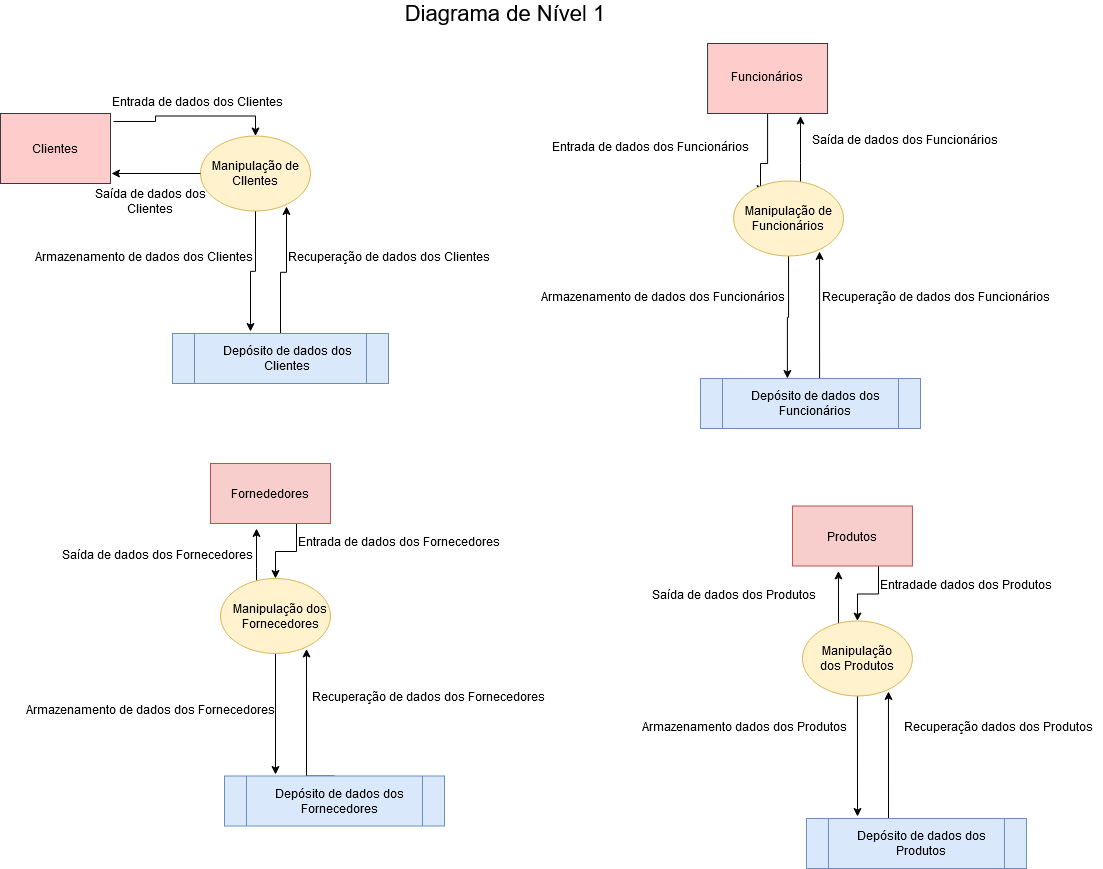 Diagrama de Nível 1
Entrada de dados dos Clientes
Clientes
Manipulação de
CIlentes
Saída de dados dos
Clientes
Armazenamento de dados dos Clientes
Recuperação de dados dos Clientes
Depósito de dados dos
Clientes
Funcionários
Entrada de dados do Funcionários
Saída de dados dos Funcionários
Manipulação de
Funcionários
Armazenamento de dados dos Funcionários
Recuperação de dados dos Funcionários
Depósito de dados dos
Funcionários
Fornededores
Saída de dados dos Fornecedores
Entrada de dados dos Fornecedores
Manipulação dos
Fornecedores
Armazenamento de dados dos Fornecedores
Recuperação de dados dos Fornecedores
Depósito de dados dos
Fornecedores
Produtos
Saída de dados dos Produtos
Entradade dados dos Produtos
Manipulação
dos Produtos
Armazenamento dados dos Produtos
Recuperação dados dos Produtos
Depósito de dados dos
Produtos